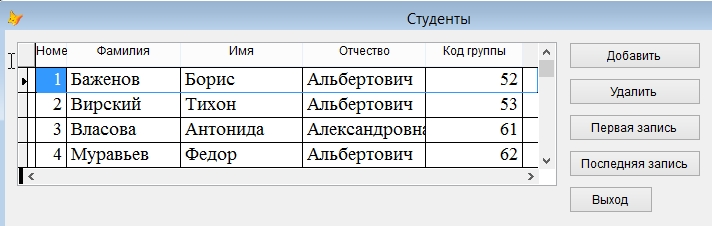 Студенты
Номе Фамилия Имя Отчество Код группы
1 Баженов Борис Альбертович 52
2 Вирский Тихон Альбертович 53
3 Власова Антонида Александровна 61
4 Муравьев Федор Альбертович 62
Добавить
Удалить
Первая запись
Последняя запись
Выход